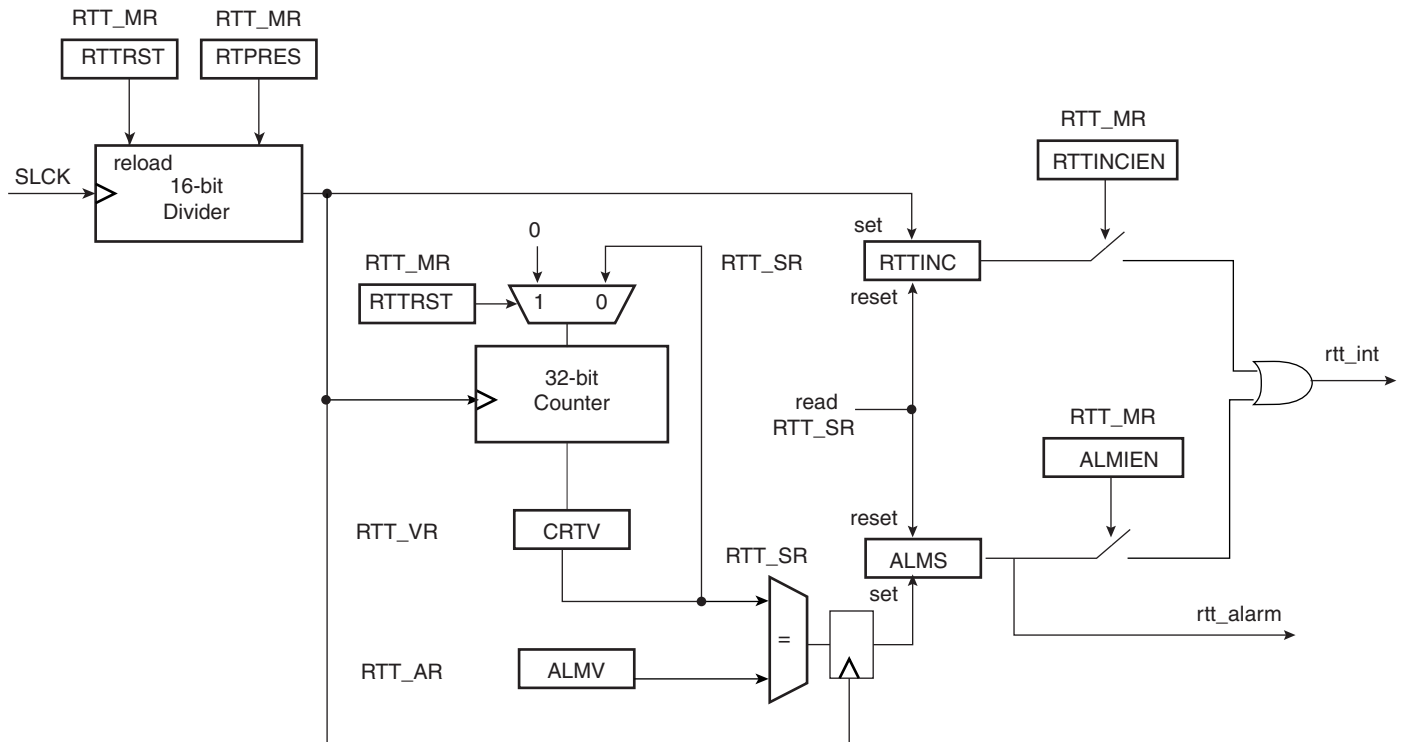 RTT_MR
RTT_MR
RTTRST
RTPRES
reload
16-bit
Divider
SLCK
RTT_MR
RTTINCIEN
0
set
RTTINC
reset
RTT_MR
RTTRST
1 0
RTT_SR
32-bit
Counter
read
RTT_SR
rtt_int
RTT_MR
ALMIEN
RTT_VR
CRTV
reset
ALMS
set
RTT_SR
=
rtt_alarm
RTT_AR
ALMV